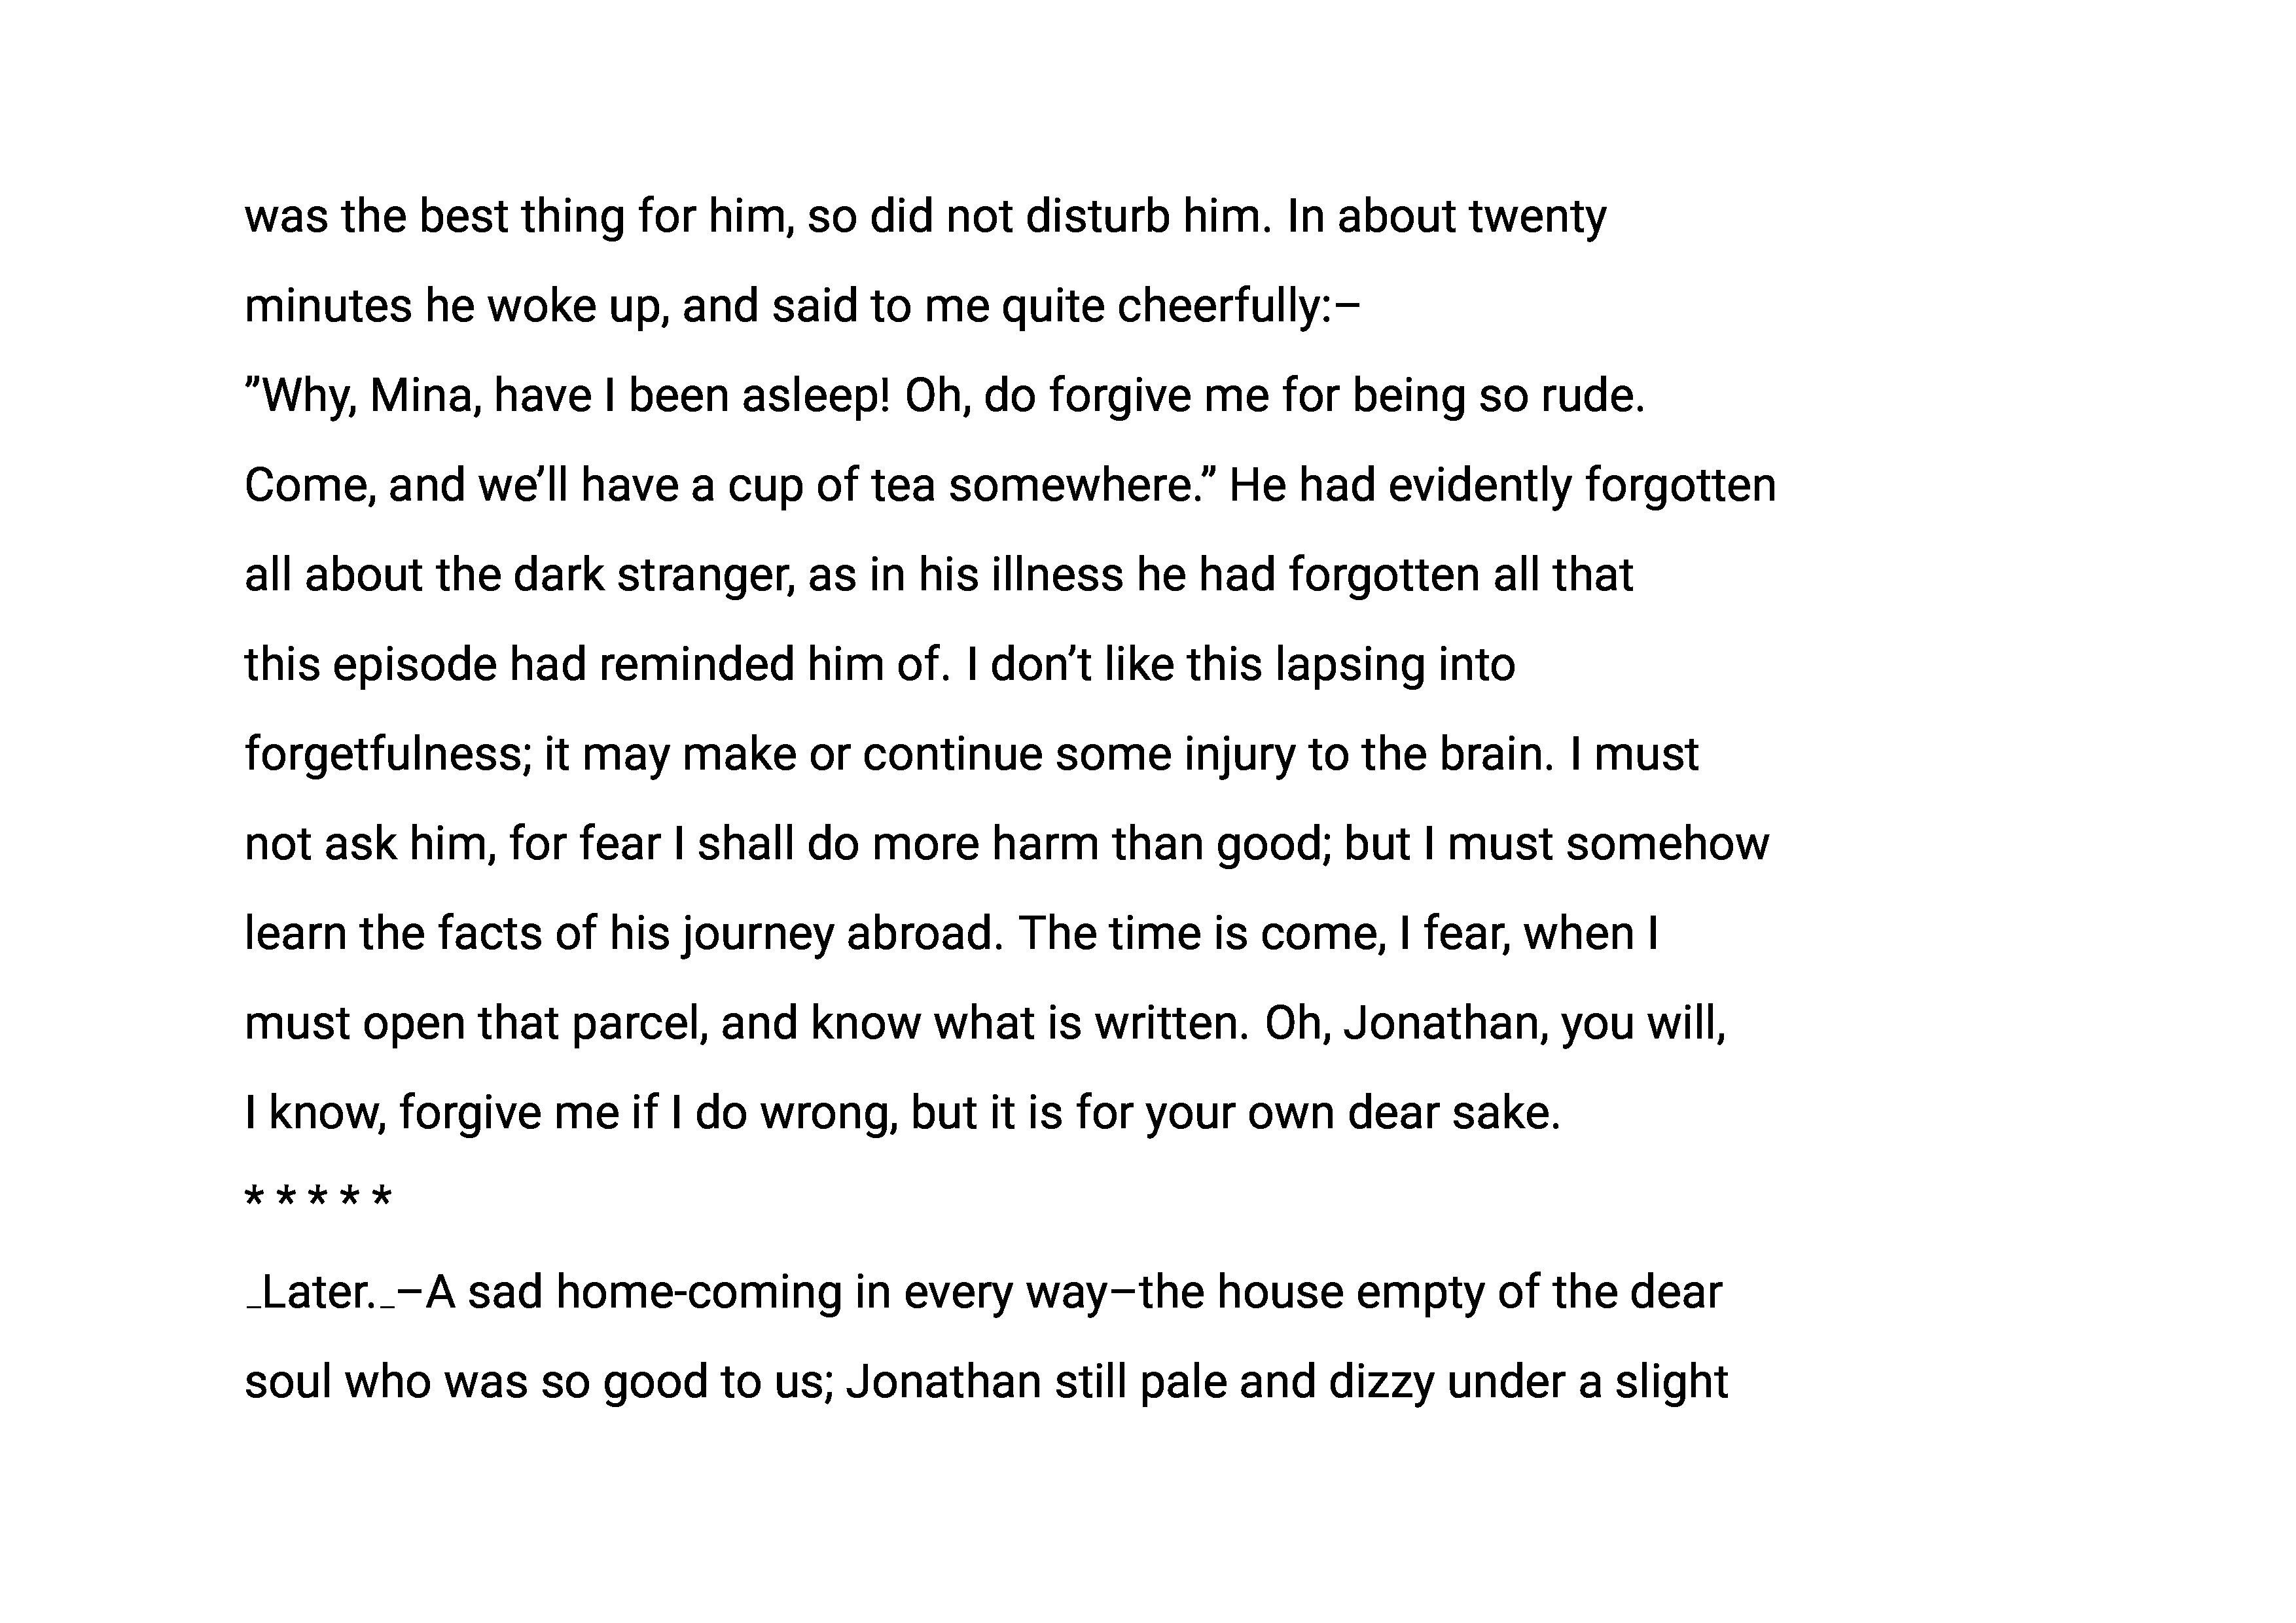 was the best thing for him, so did not disturb him. In about twenty
minutes he woke up, and said to me quite cheerfully:–
”Why, Mina, have I been asleep! Oh, do forgive me for being so rude.
Come, and we’ll have a cup of tea somewhere.” He had evidently forgotten
all about the dark stranger, as in his illness he had forgotten all that
this episode had reminded him of. I don’t like this lapsing into
forgetfulness; it may make or continue some injury to the brain. I must
not ask him, for fear I shall do more harm than good; but I must somehow
learn the facts of his journey abroad. The time is come, I fear, when I
must open that parcel, and know what is written. Oh, Jonathan, you will,
I know, forgive me if I do wrong, but it is for your own dear sake.
* * * * *
_Later._–A sad home-coming in every way–the house empty of the dear
soul who was so good to us; Jonathan still pale and dizzy under a slight